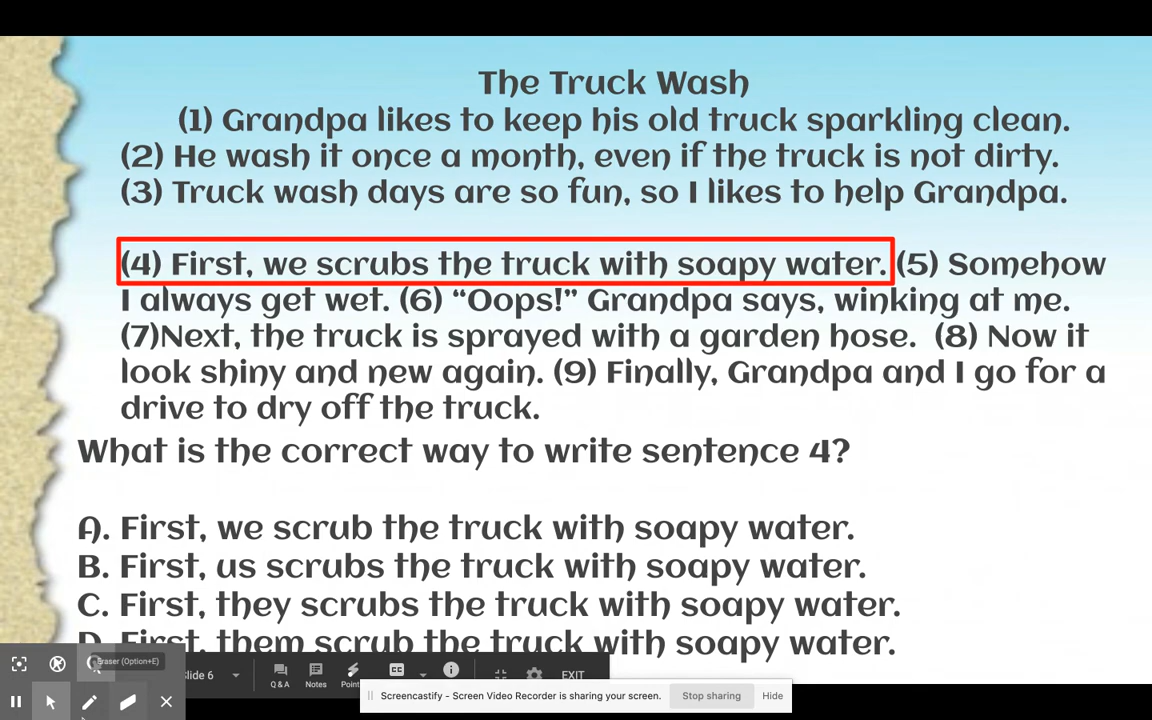 The Truck Wash
(1) Grandpa likes to keep his old truck sparkling clean.
(2) He wash it once a month, even if the truck is not dirty.
(3) Truck wash days are so fun, so I likes to help Grandpa.
(4) First, we scrubs the truck with soapy water. (5) Somehow
I always get wet. (6) “Oops!” Grandpa says, winking at me.
(7)Next, the truck is sprayed with a garden hose. (8) Now it
look shiny and new again. (9) Finally, Grandpa and I go for a
drive to dry off the truck.
What is the correct way to write sentence 4?
A. First, we scrub the truck with soapy water.
B. First, us scrubs the truck with soapy water.
C. First, they scrubs the truck with soapy water.
D. First, them scrub the truck with soapy water.
Eraser (Option+E)
Slide 6
Q & A Notes Point CC EXIT
Screencastify - Screen Video Recorder is sharing your screen. Stop sharing Hide